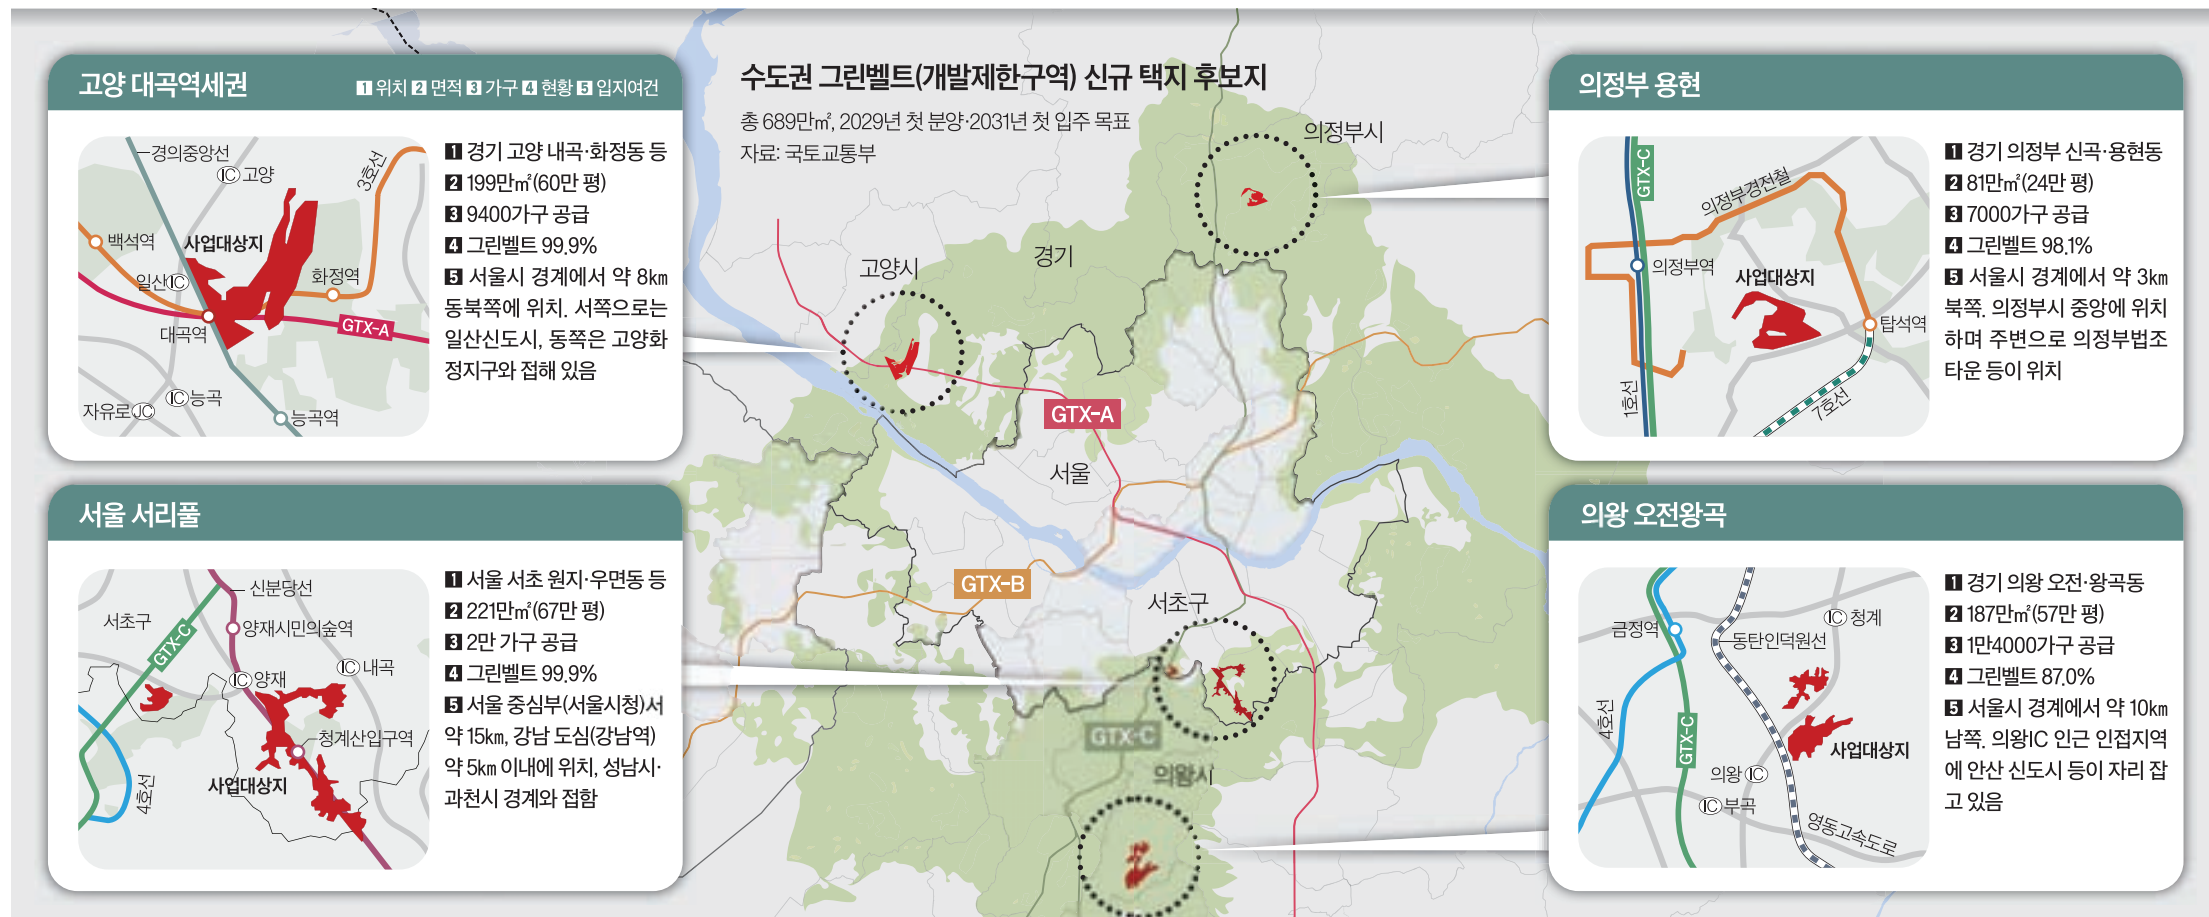 수도권 그린벨트(개발제한구역) 신규 택지 후보지
총 689만㎡, 2029년 첫 분양·2031년 첫 입주 목표
자료: 국토교통부
고양 대곡역세권
1 위치 2 면적 3 가구 4 현황 5 입지여건
경의중앙선
IC 고양
3호선
백석역
사업대상지
일산IC
화정역
대곡역
GTX-A
IC능곡
자유로JC
능곡역
1 경기 고양 내곡·화정동 등
2 199만㎡(60만 평)
3 9400가구 공급
4 그린벨트 99.9%
5 서울시 경계에서 약 8㎞
동북쪽에 위치. 서쪽으로는
일산신도시, 동쪽은 고양화
정지구와 접해 있음
의정부 용현
GTX-C
의정부경전철
의정부역
사업대상지
탑석역
1호선
7호선
1 경기 의정부 신곡·용현동
2 81만㎡(24만 평)
3 7000가구 공급
4 그린벨트 98.1%
5 서울시 경계에서 약 3㎞
북쪽. 의정부시 중앙에 위치
하며 주변으로 의정부법조
타운 등이 위치
의정부시
경기
고양시
GTX-A
서울
GTX-B
서초구
GTX-C
의왕시
서울 서리풀
신분당선
서초구
GTX-C
양재시민의숲역
IC 내곡
IC양재
청계산입구역
사업대상지
4호선
1 서울 서초 원지·우면동 등
2 221만㎡(67만 평)
3 2만 가구 공급
4 그린벨트 99.9%
5 서울 중심부(서울시청)서
약 15㎞, 강남 도심(강남역)
약 5㎞ 이내에 위치, 성남시·
과천시 경계와 접함
의왕 오전왕곡
IC 청계
금정역
동탄인덕원선
4호선
GTX-C
사업대상지
의왕 IC
IC부곡
영동고속도로
1 경기 의왕 오전·왕곡동
2 187만㎡(57만 평)
3 1만4000가구 공급
4 그린벨트 87.0%
5 서울시 경계에서 약 10㎞
남쪽. 의왕IC 인근 인접지역
에 안산 신도시 등이 자리 잡
고 있음